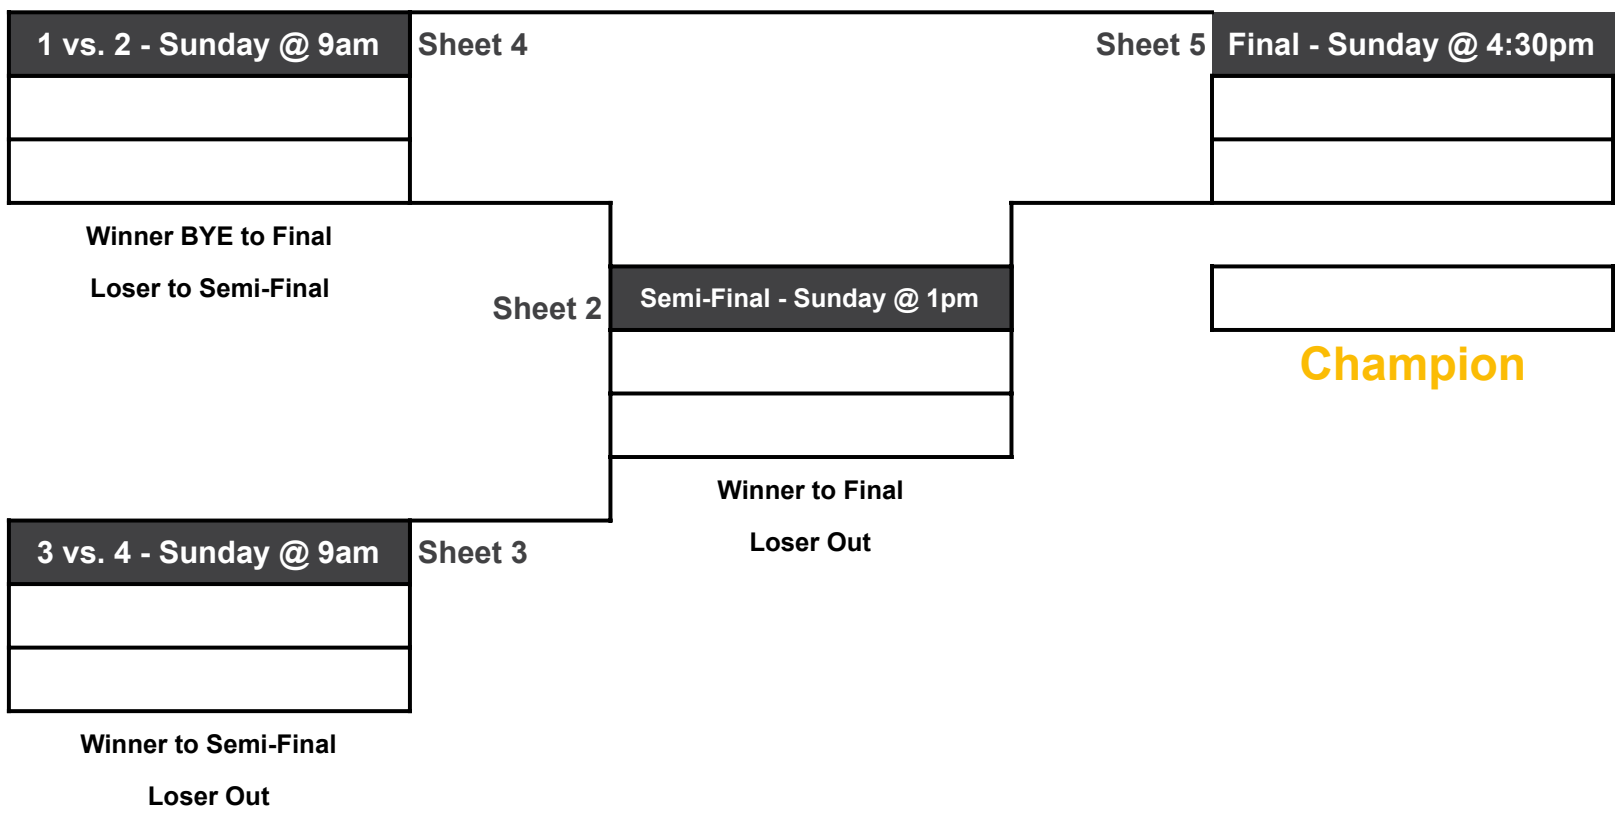 1 vs. 2 - Sunday @ 9am
Sheet 4
Sheet 5
Final - Sunday @ 4:30pm
Winner BYE to Final
Loser to Semi-Final
Sheet 2
Semi-Final - Sunday @ 1pm
Champion
Winner to Final
Loser Out
3 vs. 4 - Sunday @ 9am
Sheet 3
Winner to Semi-Final
Loser Out